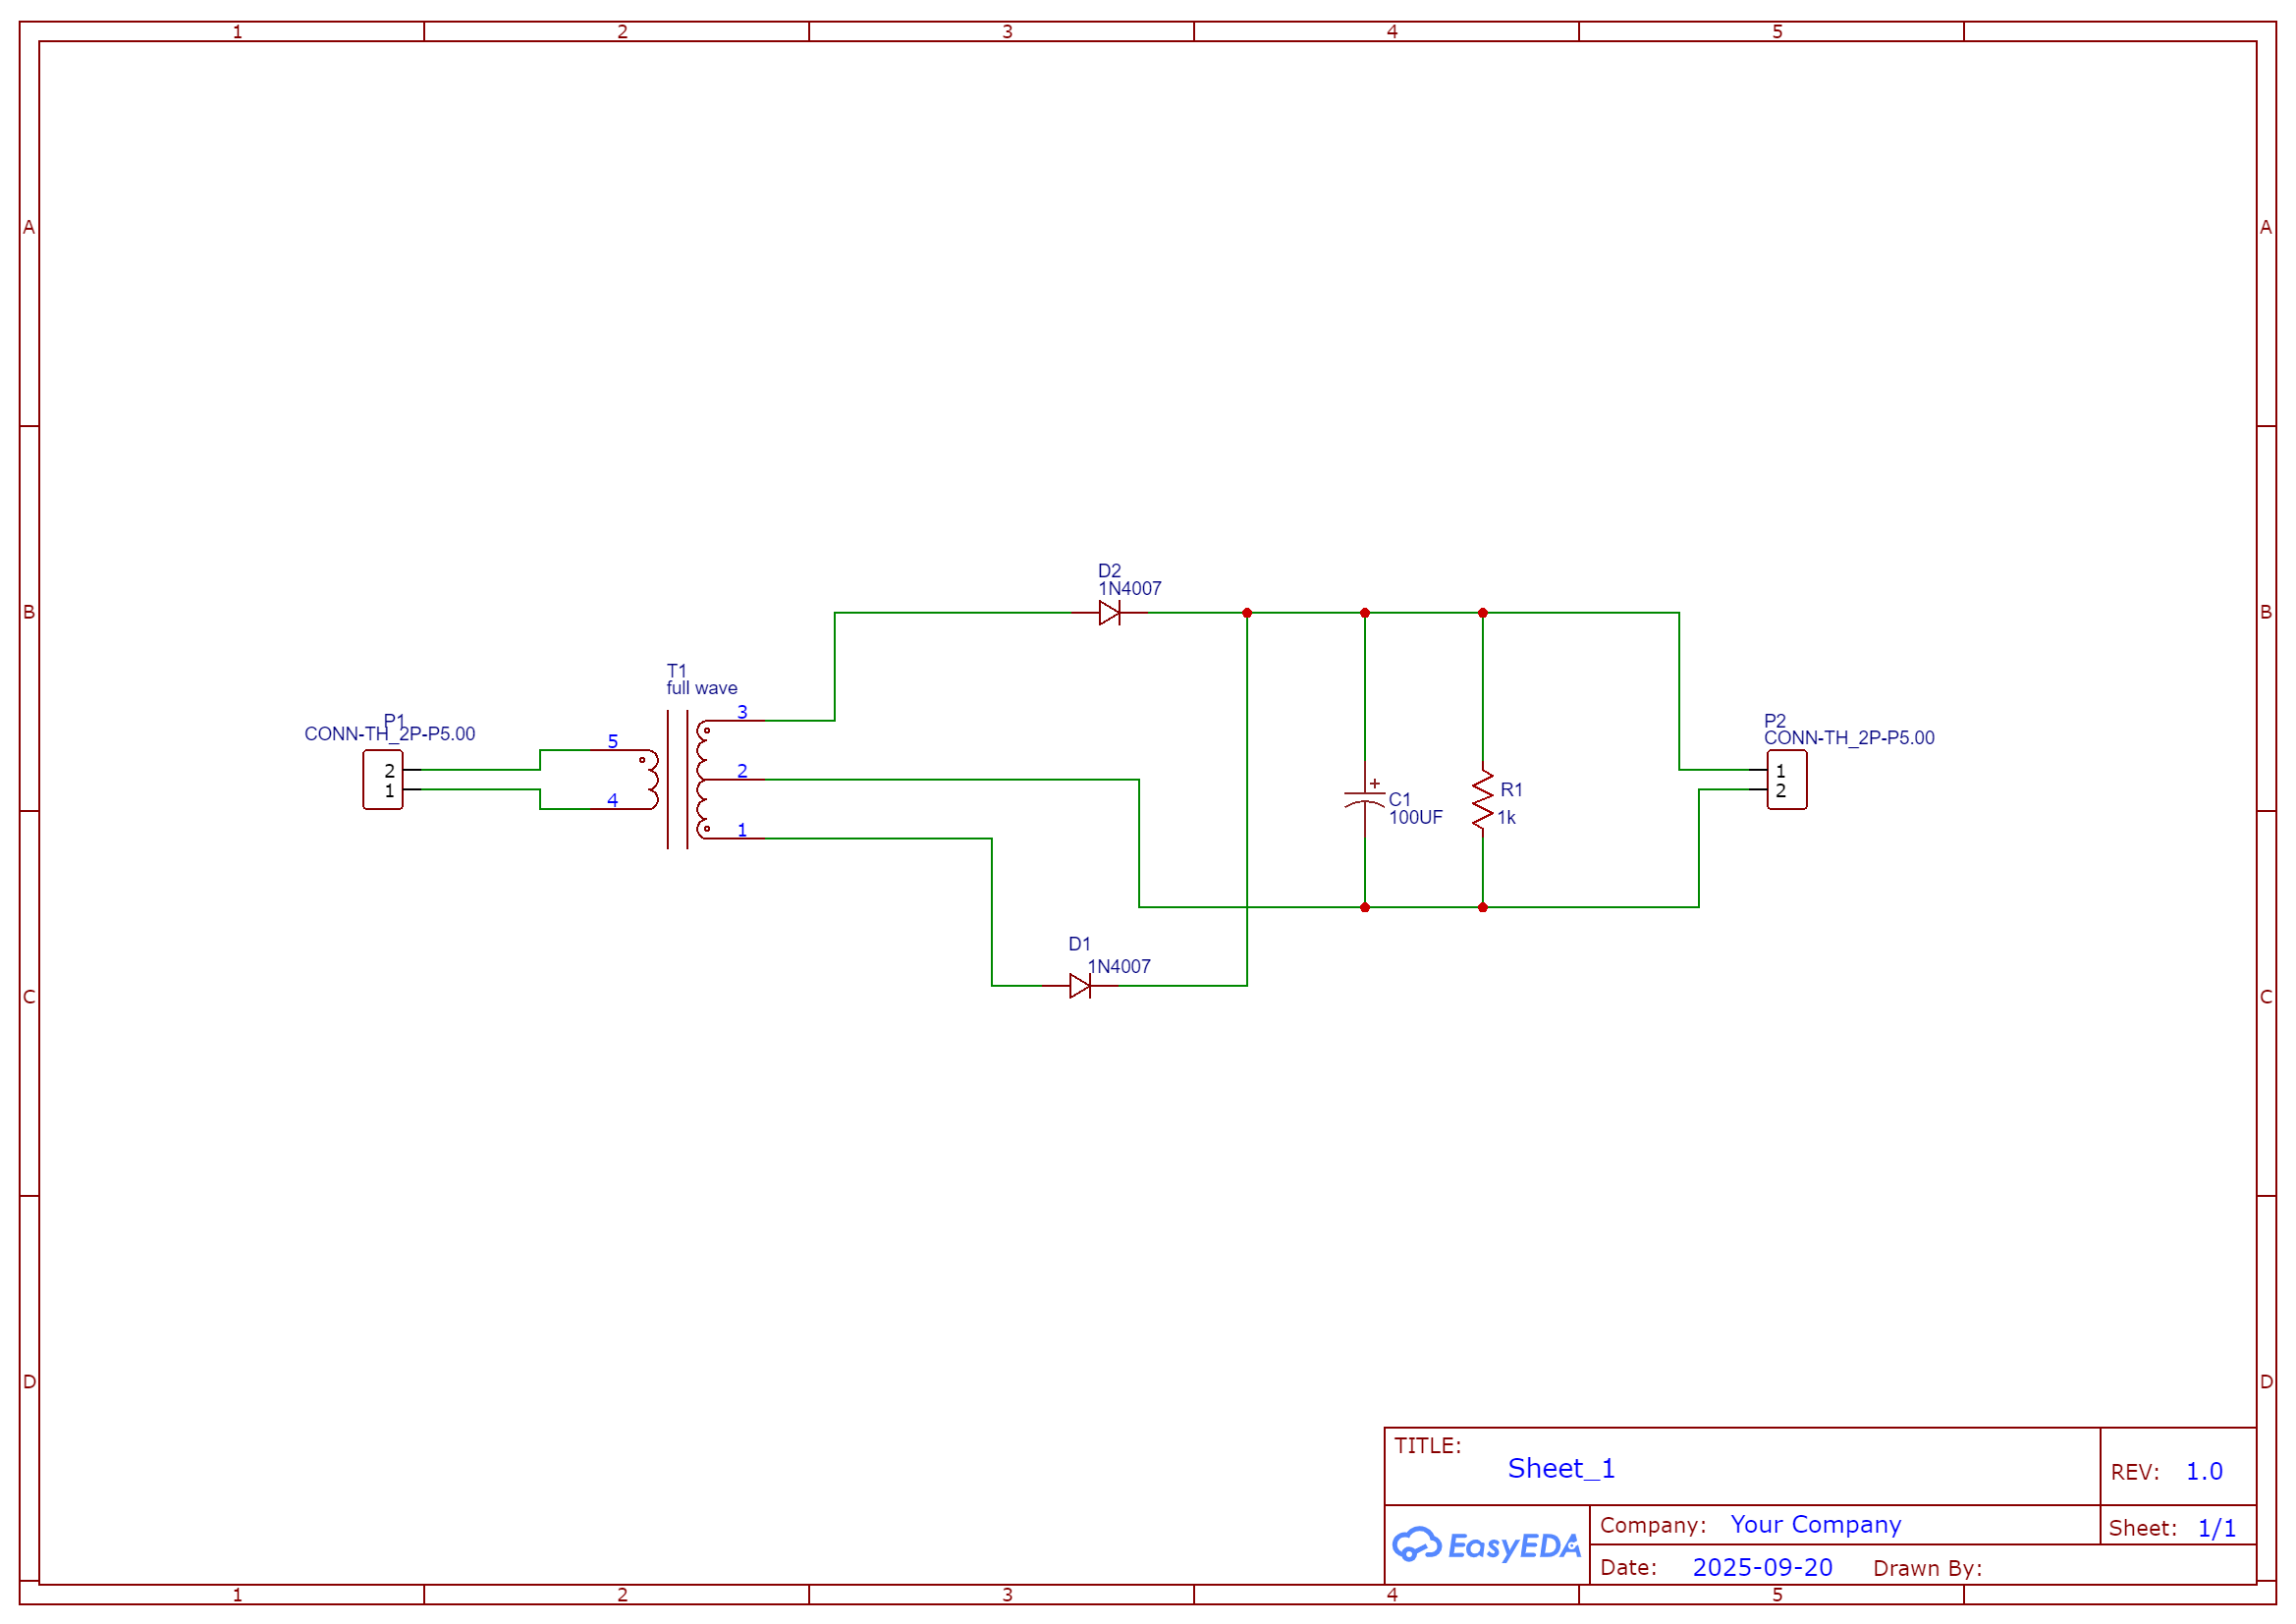 1 2 3 4 5
A A
B B
C C
D D
D2
1N4007
T1
full wave
P1
CONN-TH_2P-P5.00
2
1
5
4
3
2
1
C1
100UF
R1
1k
P2
CONN-TH_2P-P5.00
1
2
D1
1N4007
TITLE:
Sheet_1
REV: 1.0
EasyEDA
Company: Your Company
Sheet: 1/1
Date: 2025-09-20 Drawn By:
1 2 3 4 5